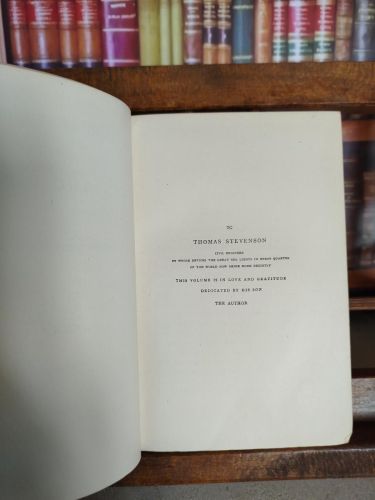 TO
THOMAS STEVENSON
CIVIL ENGINEER
BY WHOSE DEVICES THE GREAT SEA LIGHTS IN EVERY QUARTER
OF THE WORLD NOW SHINE MORE BRIGHTLY
THIS VOLUME IS IN LOVE AND GRATITUDE
DEDICATED BY HIS SON
THE AUTHOR